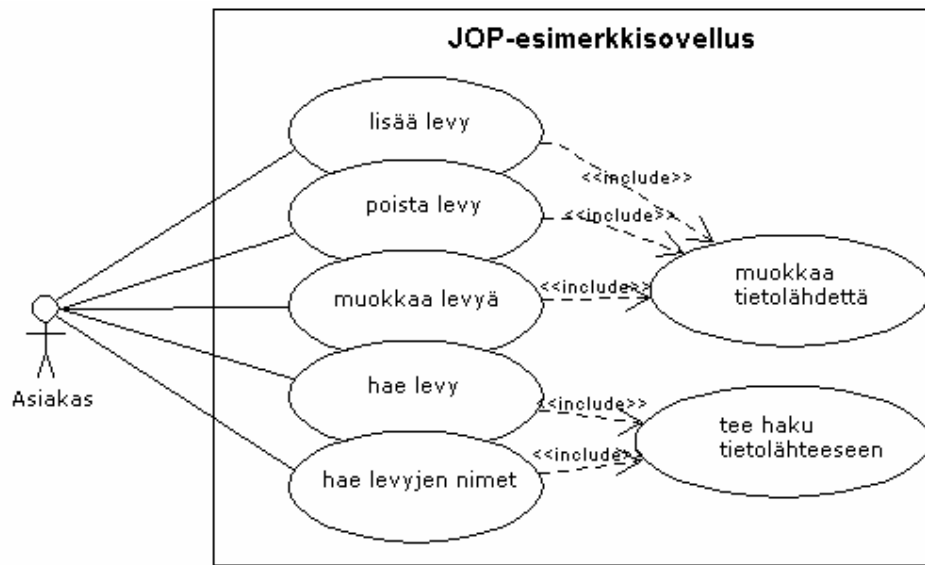 JOP-esimerkkisovellus
lisää levy
<<include>>
poista levy
<<include>>
muokkaa levyä
<<include>>
muokkaa
tietolähdettä
Asiakas
hae levy
<<include>>
tee haku
tietolähteeseen
hae levyjen nimet
<<include>>